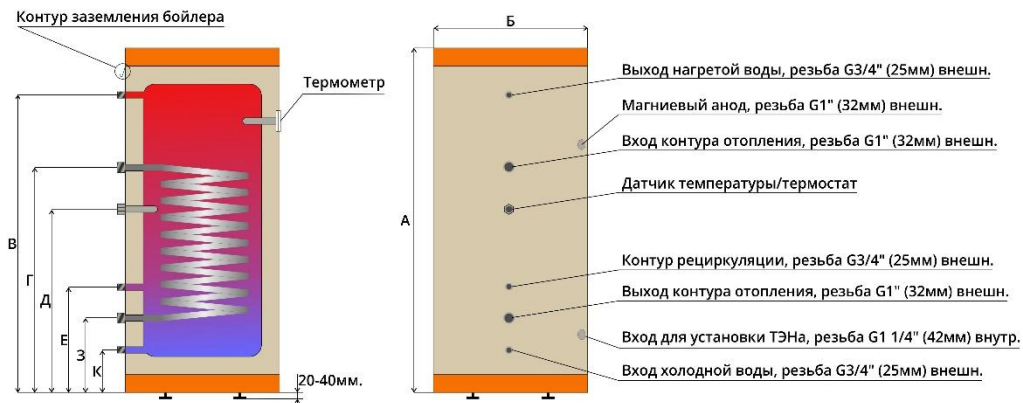 Контур заземления бойлера
Термометр
В
Г
Д
Е
З
К
20-40мм.
Б
А
Выход нагретой воды, резьба G3/4" (25мм) внешн.
Магниевый анод, резьба G1" (32мм) внешн.
Вход контура отопления, резьба G1" (32мм) внешн.
Датчик температуры/термостат
Контур рециркуляции, резьба G3/4" (25мм) внешн.
Выход контура отопления, резьба G1" (32мм) внешн.
Вход для установки ТЭНа, резьба G1 1/4" (42мм) внутр.
Вход холодной воды, резьба G3/4" (25мм) внешн.